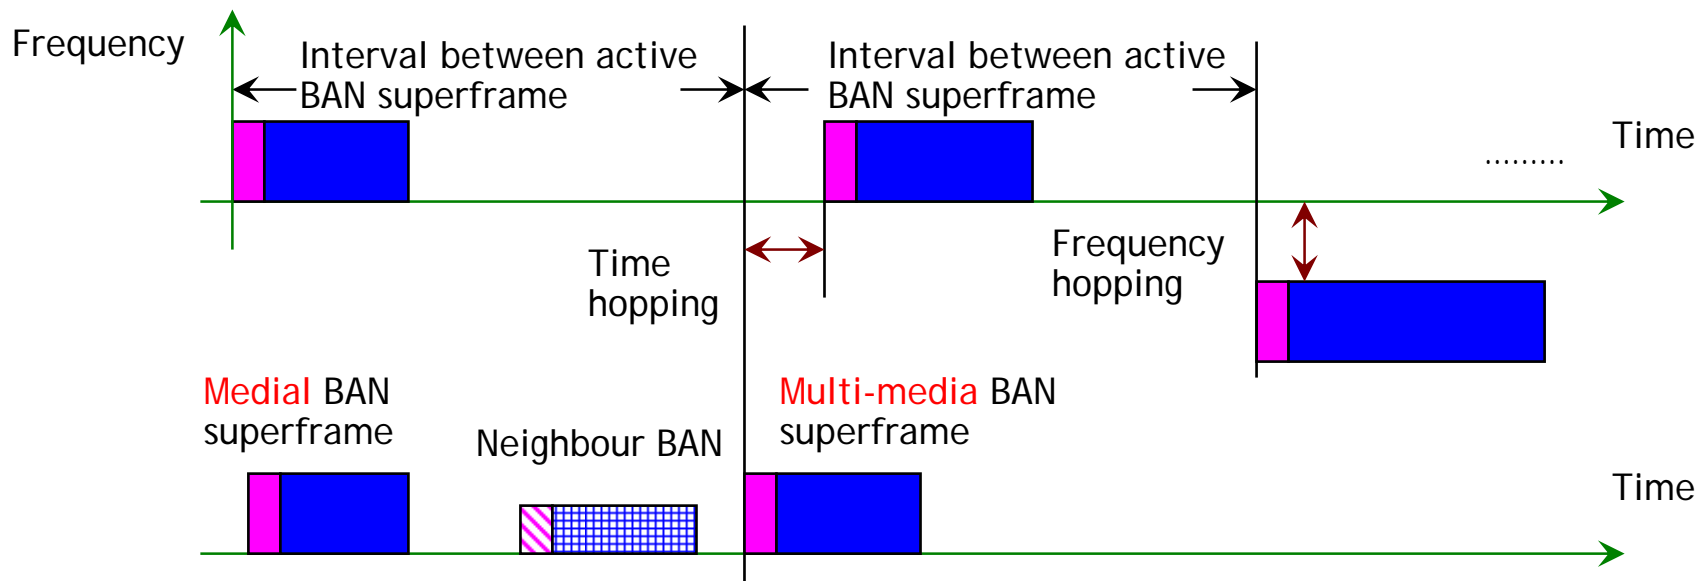 Frequency
Interval between active
BAN superframe
Interval between active
BAN superframe
Time
.........
Time
hopping
Frequency
hopping
Medial BAN
superframe
Neighbour BAN
Multi-media BAN
superframe
Time